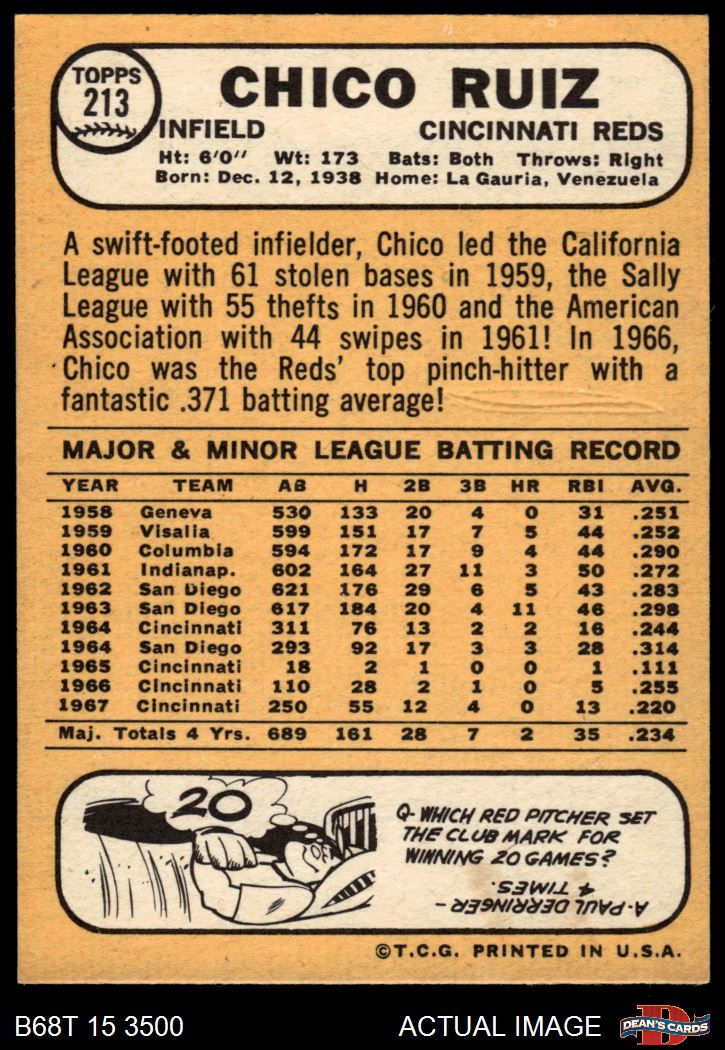 TOPPS
213
CHICO RUIZ
INFIELD CINCINNATI REDS
Ht: 6'0" Wt: 173 Bats: Both Throws: Right
Born: Dec. 12, 1938 Home: La Gauria, Venezuela
A swift-footed infielder, Chico led the California
League with 61 stolen bases in 1959, the Sally
League with 55 thefts in 1960 and the American
Association with 44 swipes in 1961! In 1966,
Chico was the Reds' top pinch-hitter with a
fantastic .371 batting average!
MAJOR & MINOR LEAGUE BATTING RECORD
YEAR TEAM AB H 2B 3B HR RBI AVG.
1958 Geneva 530 133 20 4 0 31 .251
1959 Visalia 599 151 17 7 5 44 .252
1960 Columbia 594 172 17 9 4 44 .290
1961 Indianap. 602 164 27 11 3 50 .272
1962 San Diego 621 176 29 6 5 43 .283
1963 San Diego 617 184 20 4 11 46 .298
1964 Cincinnati 311 76 13 2 2 16 .244
1964 San Diego 293 92 17 3 3 28 .314
1965 Cincinnati 18 2 1 0 0 1 .111
1966 Cincinnati 110 28 2 1 0 5 .255
1967 Cincinnati 250 55 12 4 0 13 .220
Maj. Totals 4 Yrs. 689 161 28 7 2 35 .234
20
Q- WHICH RED PITCHER SET
THE CLUB MARK FOR
WINNING 20 GAMES?
A- PAUL DERRINGER -
4 TIMES.
©T.C.G. PRINTED IN U.S.A.
B68T 15 3500 ACTUAL IMAGE
DEAN'S CARDS